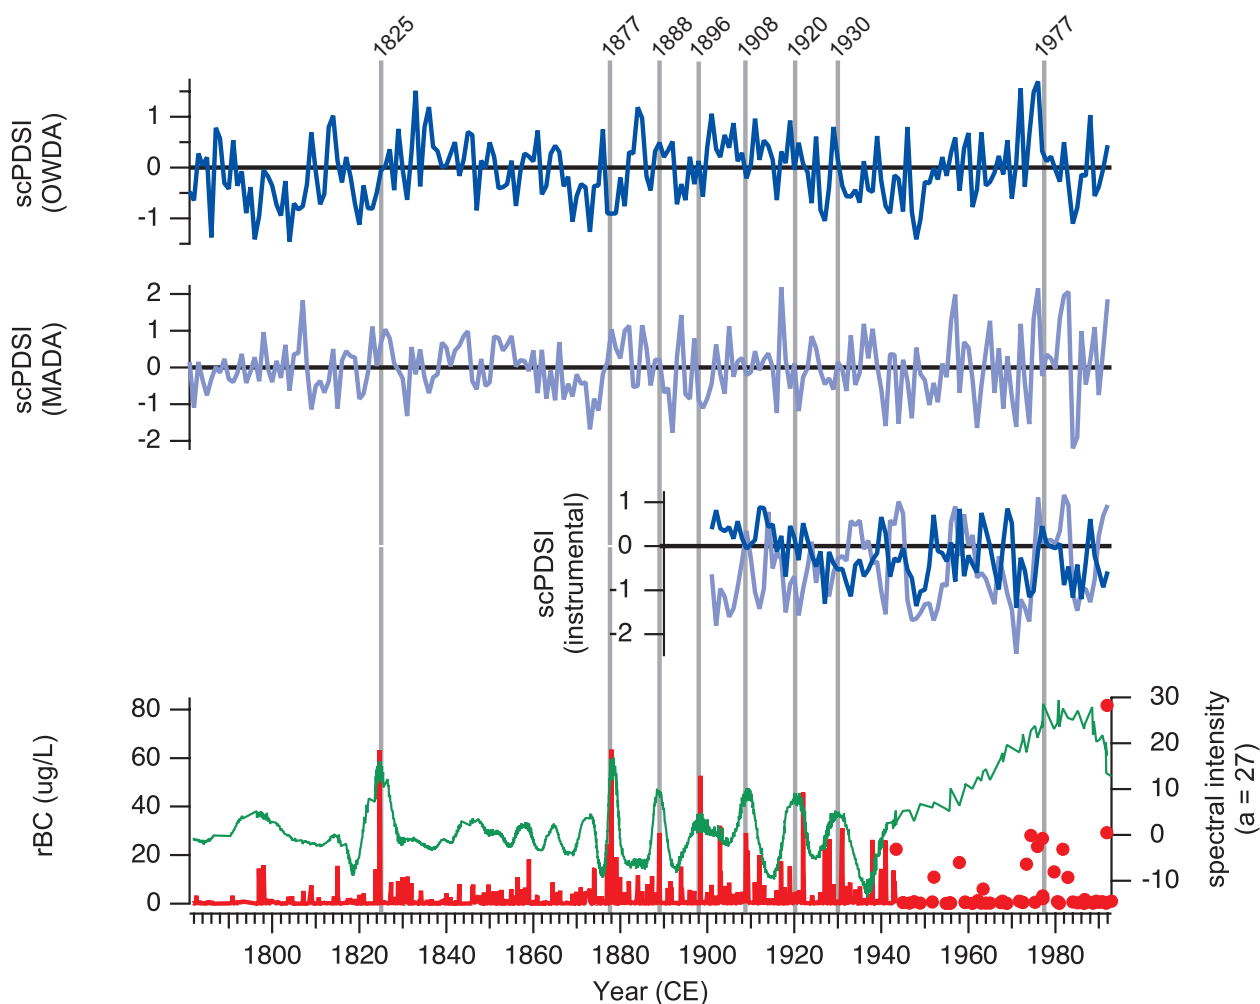 1825
1877
1888
1896
1908
1920
1930
1977
scPDSI
(OWDA)
1
0
-1
scPDSI
(MADA)
2
1
0
-1
-2
scPDSI
(instrumental)
1
0
-1
-2
rBC (ug/L)
80
60
40
20
0
30
20
10
0
-10
spectral intensity
(a = 27)
1800 1820 1840 1860 1880 1900 1920 1940 1960 1980
Year (CE)